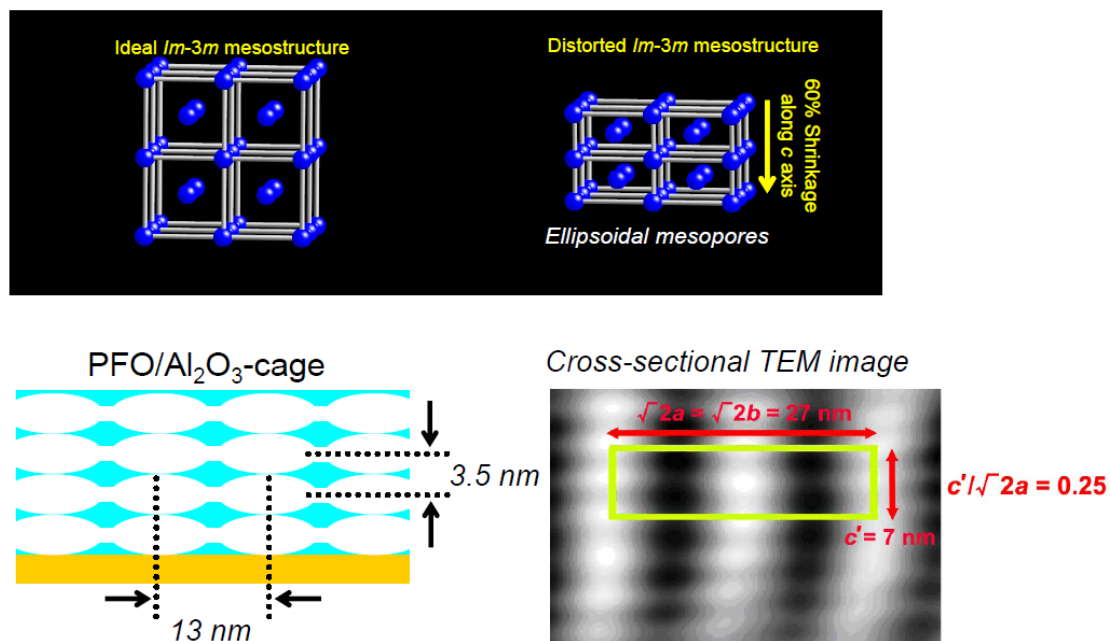 Ideal Im-3m mesostructure
Distorted Im-3m mesostructure
60% Shrinkage
along c axis
Ellipsoidal mesopores
PFO/Al₂O₃-cage
Cross-sectional TEM image
√2a = √2b = 27 nm
3.5 nm
c′/√2a = 0.25
c′= 7 nm
13 nm